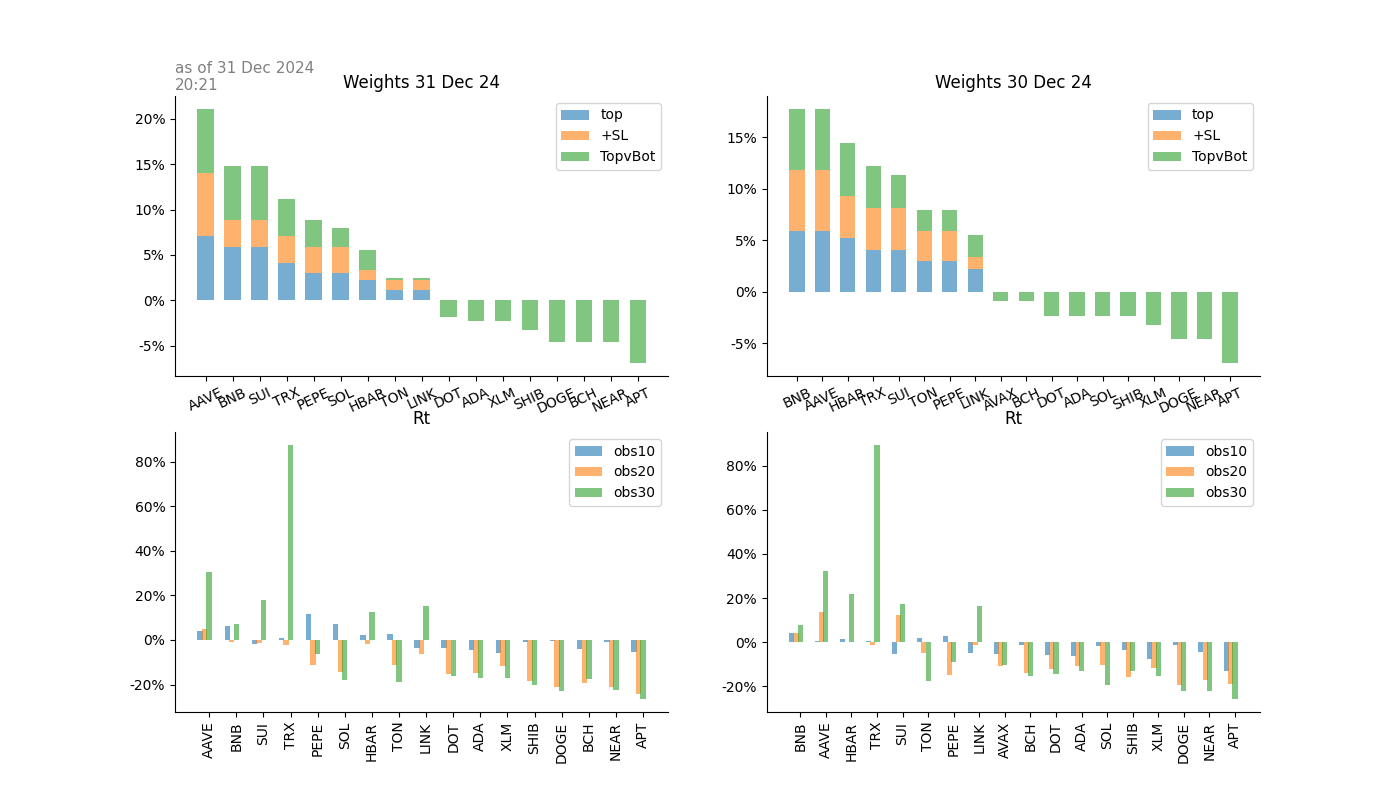 as of 31 Dec 2024
20:21
Weights 31 Dec 24
20%
15%
10%
5%
0%
-5%
top
+SL
TopvBot
AAVE BNB SUI TRX PEPE SOL HBAR TON LINK DOT ADA XLM SHIB DOGE BCH NEAR APT
Weights 30 Dec 24
15%
10%
5%
0%
-5%
top
+SL
TopvBot
BNB AAVE HBAR TRX SUI TON PEPE LINK AVAX BCH DOT ADA SOL SHIB XLM DOGE NEAR APT
Rt
80%
60%
40%
20%
0%
-20%
obs10
obs20
obs30
AAVE BNB SUI TRX PEPE SOL HBAR TON LINK DOT ADA XLM SHIB DOGE BCH NEAR APT
Rt
80%
60%
40%
20%
0%
-20%
obs10
obs20
obs30
BNB AAVE HBAR TRX SUI TON PEPE LINK AVAX BCH DOT ADA SOL SHIB XLM DOGE NEAR APT